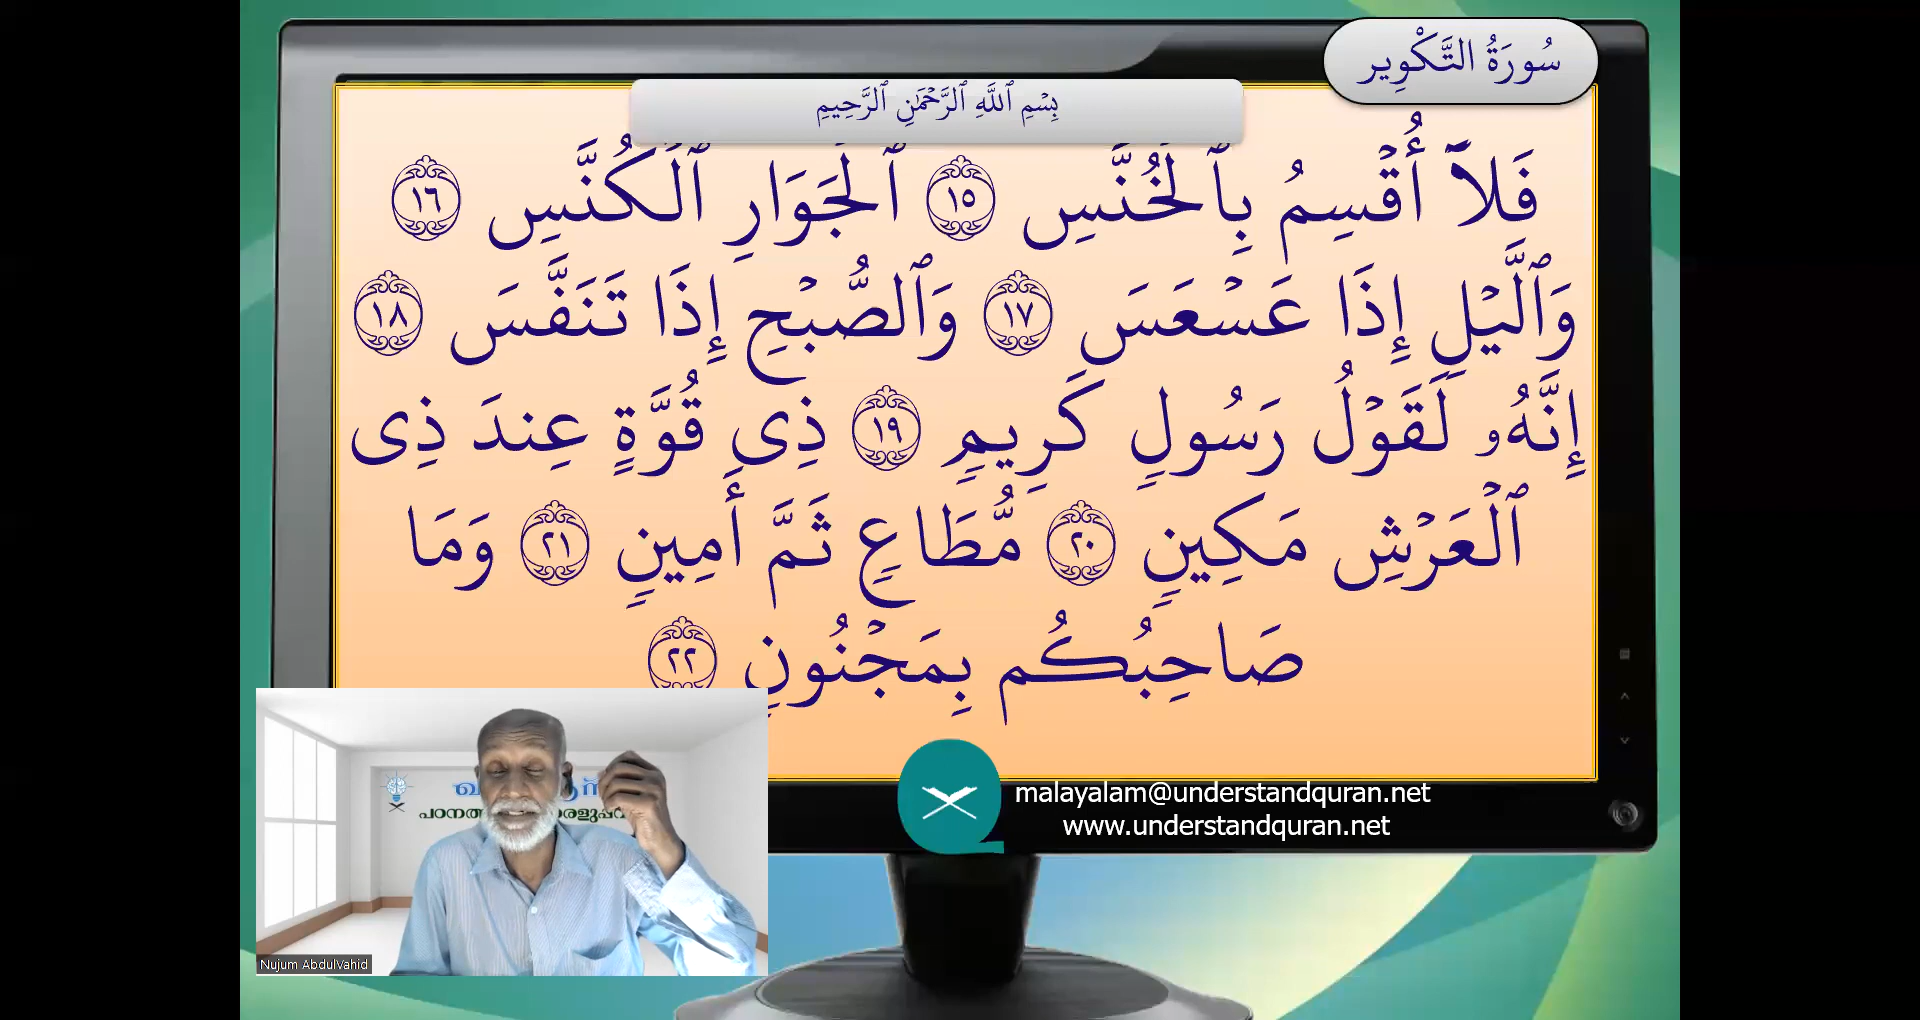 سُورَةُ التَّكْوِير
بِسْمِ ٱللَّهِ ٱلرَّحْمَٰنِ ٱلرَّحِيمِ
فَلَآ أُقْسِمُ بِٱلْخُنَّسِ ١٥ ٱلْجَوَارِ ٱلْكُنَّسِ ١٦
وَٱلَّيْلِ إِذَا عَسْعَسَ ١٧ وَٱلصُّبْحِ إِذَا تَنَفَّسَ ١٨
إِنَّهُۥ لَقَوْلُ رَسُولٍ كَرِيمٍ ١٩ ذِى قُوَّةٍ عِندَ ذِى
ٱلْعَرْشِ مَكِينٍ ٢٠ مُّطَاعٍ ثَمَّ أَمِينٍ ٢١ وَمَا
صَاحِبُكُم بِمَجْنُونٍ ٢٢
malayalam@understandquran.net
www.understandquran.net
Nujum AbdulVahid